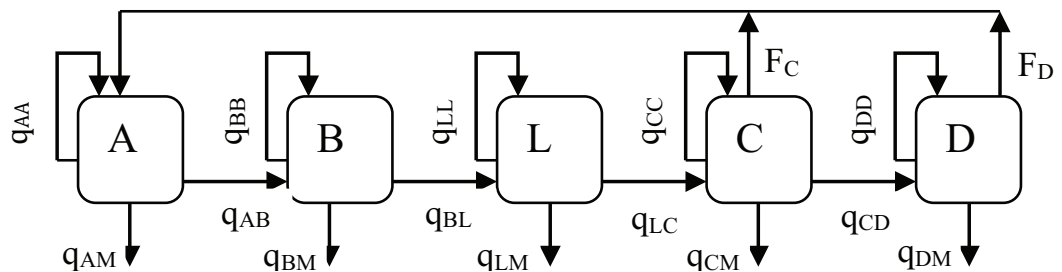 F_C
F_D
q_AA
q_BB
q_LL
q_CC
q_DD
A
B
L
C
D
q_AB
q_BL
q_LC
q_CD
q_AM
q_BM
q_LM
q_CM
q_DM